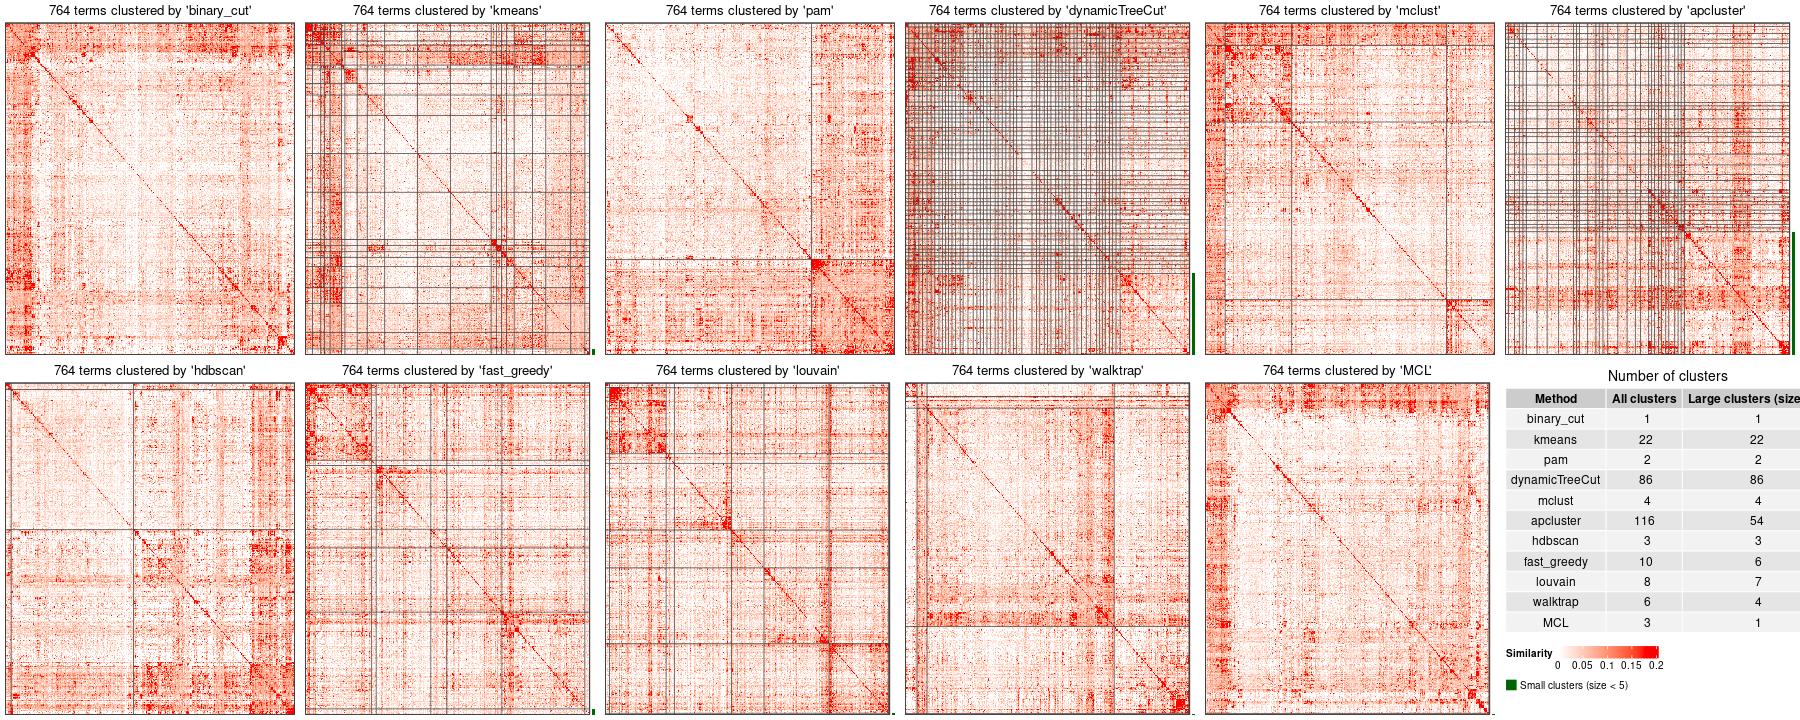 764 terms clustered by 'binary_cut'
764 terms clustered by 'kmeans'
764 terms clustered by 'pam'
764 terms clustered by 'dynamicTreeCut'
764 terms clustered by 'mclust'
764 terms clustered by 'apcluster'
764 terms clustered by 'hdbscan'
764 terms clustered by 'fast_greedy'
764 terms clustered by 'louvain'
764 terms clustered by 'walktrap'
764 terms clustered by 'MCL'
Number of clusters
Method All clusters Large clusters (size
binary_cut 1 1
kmeans 22 22
pam 2 2
dynamicTreeCut 86 86
mclust 4 4
apcluster 116 54
hdbscan 3 3
fast_greedy 10 6
louvain 8 7
walktrap 6 4
MCL 3 1
Similarity
0 0.05 0.1 0.15 0.2
Small clusters (size < 5)